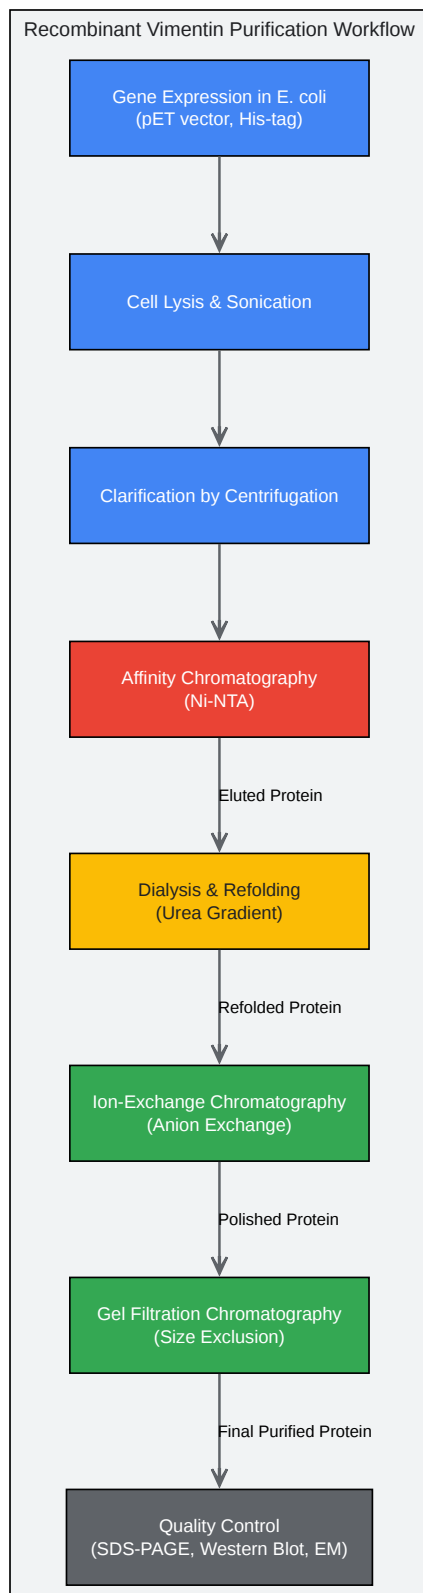 Recombinant Vimentin Purification Workflow
Gene Expression in E. coli
(pET vector, His-tag)
Cell Lysis & Sonication
Clarification by Centrifugation
Affinity Chromatography
(Ni-NTA)
Eluted Protein
Dialysis & Refolding
(Urea Gradient)
Refolded Protein
Ion-Exchange Chromatography
(Anion Exchange)
Polished Protein
Gel Filtration Chromatography
(Size Exclusion)
Final Purified Protein
Quality Control
(SDS-PAGE, Western Blot, EM)